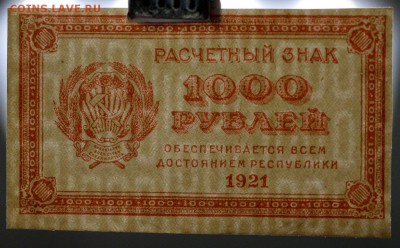 COINS.LAVE.RU
РАСЧЕТНЫЙ ЗНАК
1000
РУБЛЕЙ
ОБЕСПЕЧИВАЕТСЯ ВСЕМ
ДОСТОЯНИЕМ РЕСПУБЛИКИ
1921